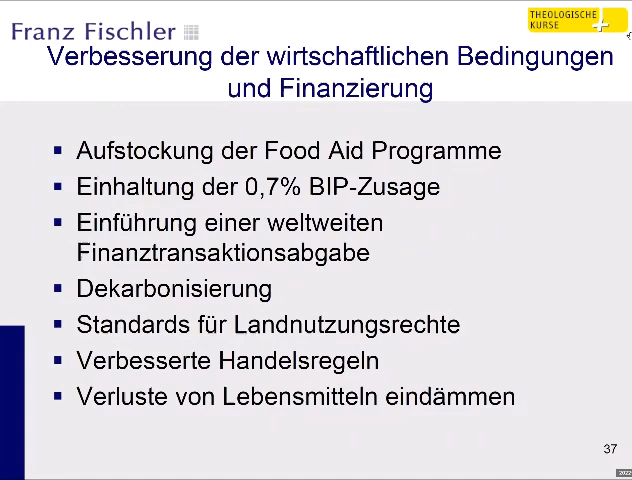 THEOLOGISCHE
KURSE
Franz Fischler
Verbesserung der wirtschaftlichen Bedingungen
und Finanzierung
▪ Aufstockung der Food Aid Programme
▪ Einhaltung der 0,7% BIP-Zusage
▪ Einführung einer weltweiten
Finanztransaktionsabgabe
▪ Dekarbonisierung
▪ Standards für Landnutzungsrechte
▪ Verbesserte Handelsregeln
▪ Verluste von Lebensmitteln eindämmen
37
2022